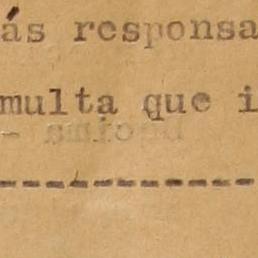 ás responsa
multa que i
----------